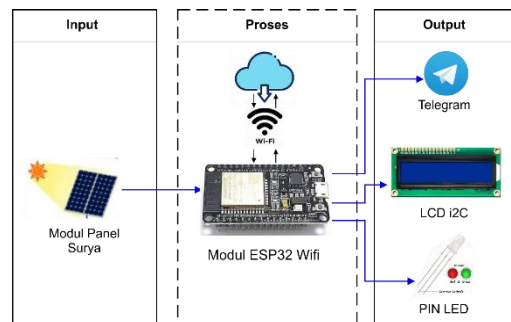 Input
Proses
Output
Wi-Fi
Telegram
Modul Panel
Surya
Modul ESP32 Wifi
LCD i2C
PIN LED